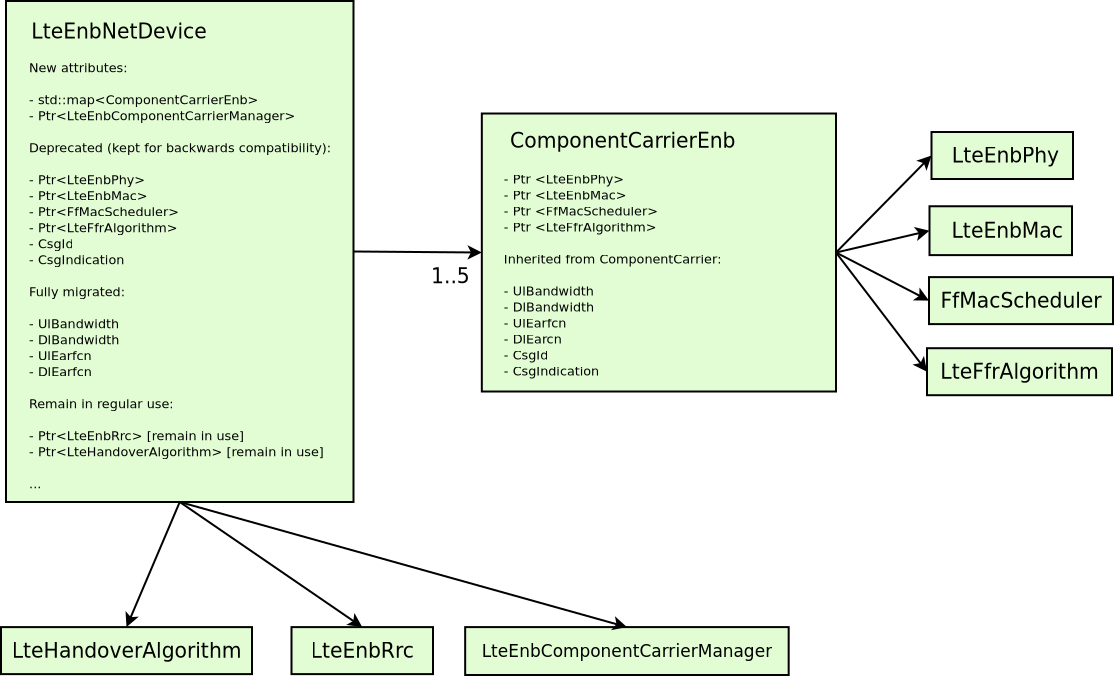 LteEnbNetDevice
New attributes:
- std::map<ComponentCarrierEnb>
- Ptr<LteEnbComponentCarrierManager>
Deprecated (kept for backwards compatibility):
- Ptr<LteEnbPhy>
- Ptr<LteEnbMac>
- Ptr<FfMacScheduler>
- Ptr<LteFfrAlgorithm>
- CsgId
- CsgIndication
Fully migrated:
- UlBandwidth
- DlBandwidth
- UlEarfcn
- DlEarfcn
Remain in regular use:
- Ptr<LteEnbRrc> [remain in use]
- Ptr<LteHandoverAlgorithm> [remain in use]
...
1..5
ComponentCarrierEnb
- Ptr <LteEnbPhy>
- Ptr <LteEnbMac>
- Ptr <FfMacScheduler>
- Ptr <LteFfrAlgorithm>
Inherited from ComponentCarrier:
- UlBandwidth
- DlBandwidth
- UlEarfcn
- DlEarcn
- CsgId
- CsgIndication
LteEnbPhy
LteEnbMac
FfMacScheduler
LteFfrAlgorithm
LteHandoverAlgorithm
LteEnbRrc
LteEnbComponentCarrierManager